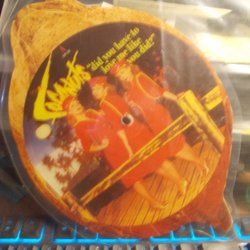 Coconuts
"did you have to
love me like
you did?"